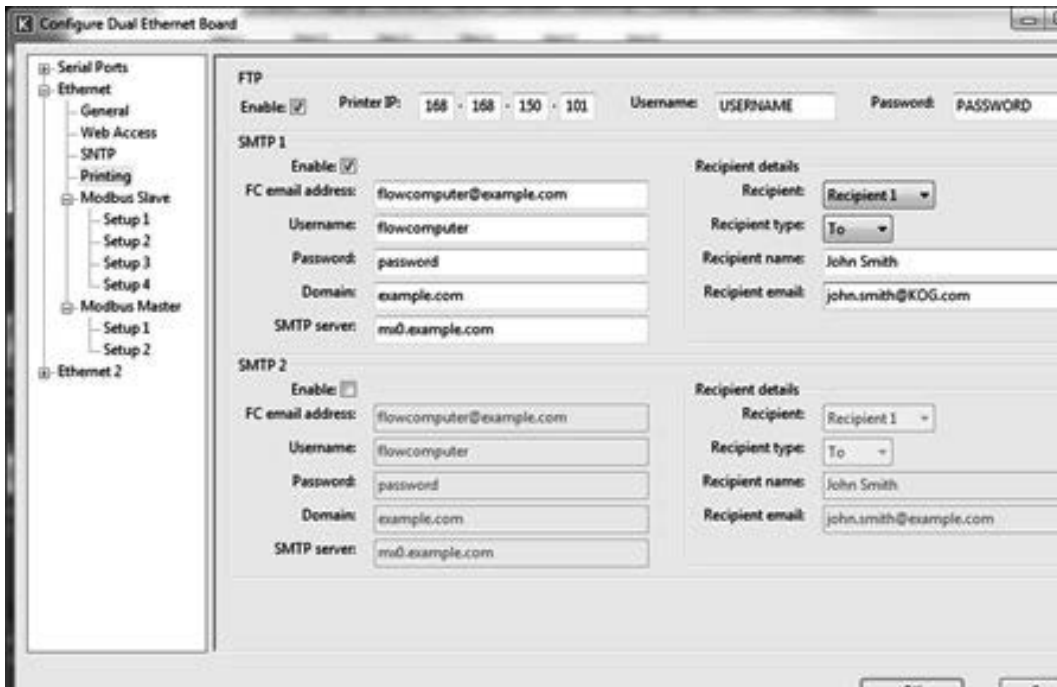 Configure Dual Ethernet Board
Serial Ports
Ethernet
General
Web Access
SNTP
Printing
Modbus Slave
Setup 1
Setup 2
Setup 3
Setup 4
Modbus Master
Setup 1
Setup 2
Ethernet 2
FTP
Enable: Printer IP: 168 - 168 - 150 - 101 Username: USERNAME Password: PASSWORD
SMTP 1
Enable:
FC email address: flowcomputer@example.com
Username: flowcomputer
Password: password
Domain: example.com
SMTP server: mx0.example.com
Recipient details
Recipient: Recipient 1
Recipient type: To
Recipient name: John Smith
Recipient email: john.smith@KOG.com
SMTP 2
Enable:
FC email address: flowcomputer@example.com
Username: flowcomputer
Password: password
Domain: example.com
SMTP server: mx0.example.com
Recipient details
Recipient: Recipient 1
Recipient type: To
Recipient name: John Smith
Recipient email: john.smith@example.com